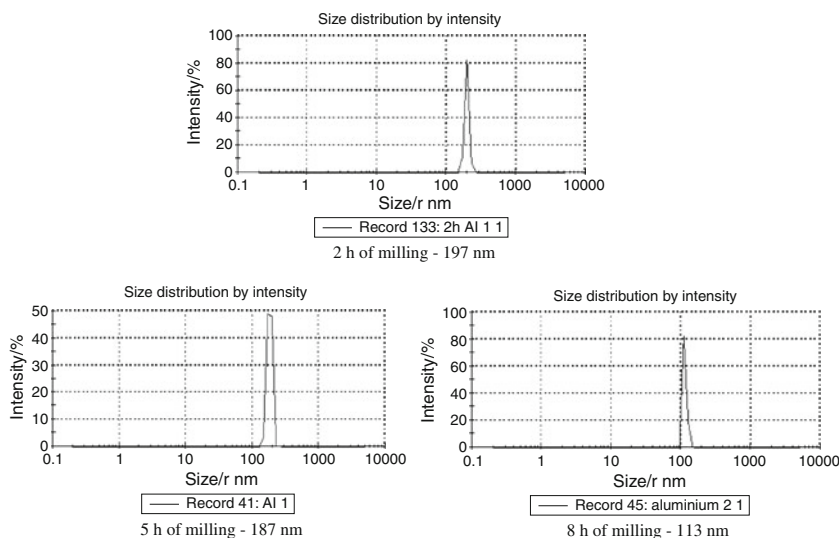 Size distribution by intensity
100
80
60
40
20
0
Intensity/%
0.1 1 10 100 1000 10000
Size/r nm
Record 133: 2h Al 1 1
2 h of milling - 197 nm
Size distribution by intensity
50
40
30
20
10
0
Intensity/%
0.1 1 10 100 1000 10000
Size/r nm
Record 41: Al 1
5 h of milling - 187 nm
Size distribution by intensity
100
80
60
40
20
0
Intensity/%
0.1 1 10 100 1000 10000
Size/r nm
Record 45: aluminium 2 1
8 h of milling - 113 nm